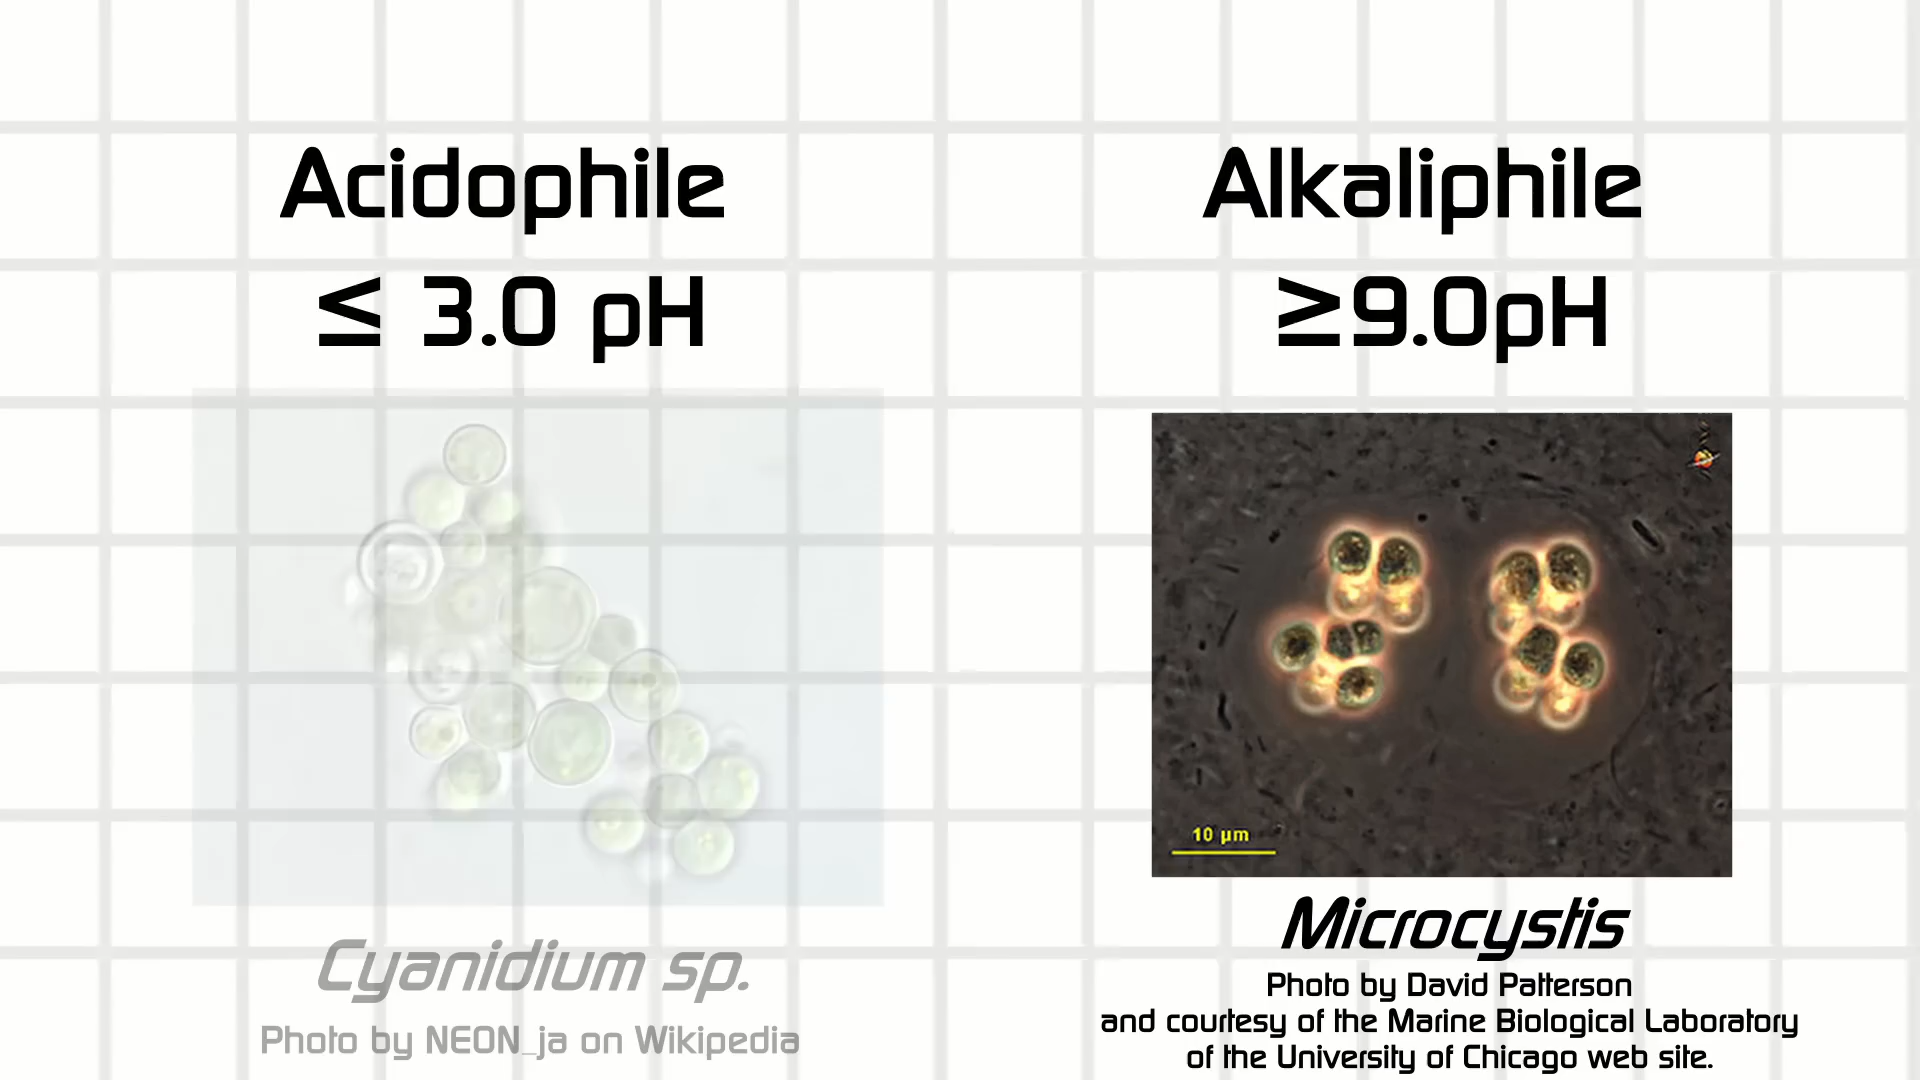 Acidophile
≤ 3.0 pH
Cyanidium sp.
Photo by NEON_ja on Wikipedia
Alkaliphile
≥9.0pH
10 µm
Microcystis
Photo by David Patterson
and courtesy of the Marine Biological Laboratory
of the University of Chicago web site.